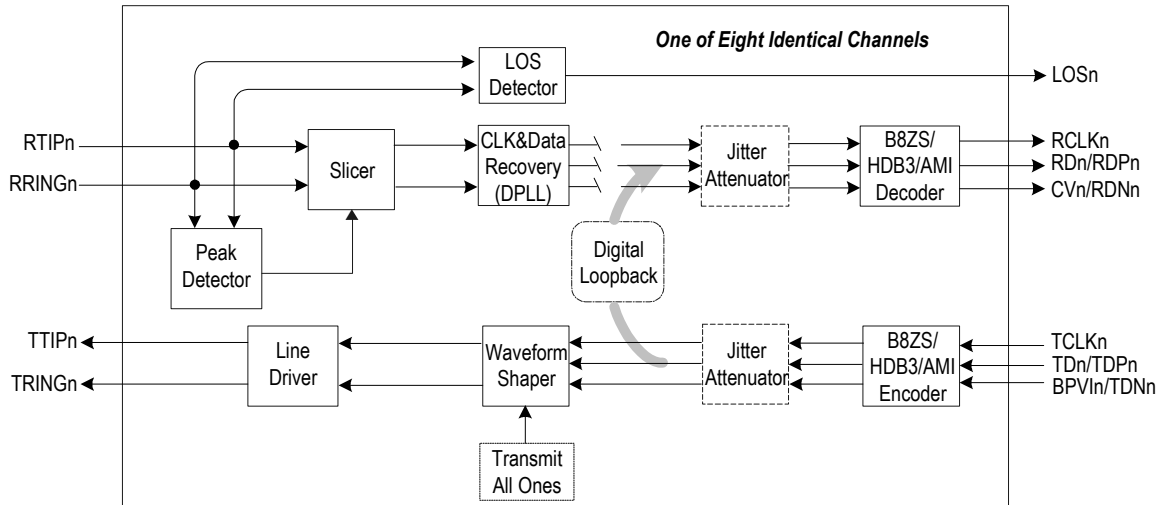 One of Eight Identical Channels
LOS
Detector
LOSn
RTIPn
RRINGn
Slicer
CLK&Data
Recovery
(DPLL)
Jitter
Attenuator
B8ZS/
HDB3/AMI
Decoder
RCLKn
RDn/RDPn
CVn/RDNn
Peak
Detector
Digital
Loopback
TTIPn
TRINGn
Line
Driver
Waveform
Shaper
Jitter
Attenuator
B8ZS/
HDB3/AMI
Encoder
TCLKn
TDn/TDPn
BPVIn/TDNn
Transmit
All Ones